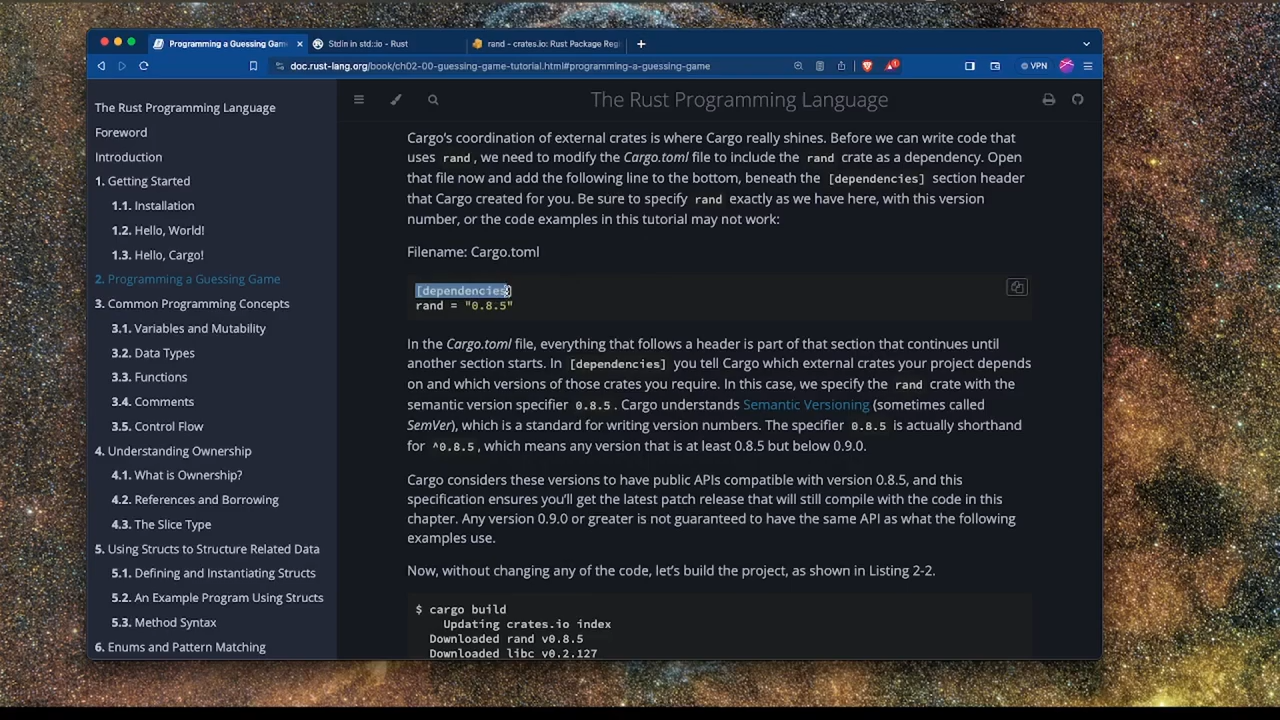 Programming a Guessing Game
Stdin in std::io - Rust
rand - crates.io: Rust Package Reg
doc.rust-lang.org/book/ch02-00-guessing-game-tutorial.html#programming-a-guessing-game
VPN
The Rust Programming Language
Foreword
Introduction
1. Getting Started
1.1. Installation
1.2. Hello, World!
1.3. Hello, Cargo!
2. Programming a Guessing Game
3. Common Programming Concepts
3.1. Variables and Mutability
3.2. Data Types
3.3. Functions
3.4. Comments
3.5. Control Flow
4. Understanding Ownership
4.1. What is Ownership?
4.2. References and Borrowing
4.3. The Slice Type
5. Using Structs to Structure Related Data
5.1. Defining and Instantiating Structs
5.2. An Example Program Using Structs
5.3. Method Syntax
6. Enums and Pattern Matching
The Rust Programming Language
Cargo's coordination of external crates is where Cargo really shines. Before we can write code that
uses rand, we need to modify the Cargo.toml file to include the rand crate as a dependency. Open
that file now and add the following line to the bottom, beneath the [dependencies] section header
that Cargo created for you. Be sure to specify rand exactly as we have here, with this version
number, or the code examples in this tutorial may not work:
Filename: Cargo.toml
[dependencies]
rand = "0.8.5"
In the Cargo.toml file, everything that follows a header is part of that section that continues until
another section starts. In [dependencies] you tell Cargo which external crates your project depends
on and which versions of those crates you require. In this case, we specify the rand crate with the
semantic version specifier 0.8.5. Cargo understands Semantic Versioning (sometimes called
SemVer), which is a standard for writing version numbers. The specifier 0.8.5 is actually shorthand
for ^0.8.5, which means any version that is at least 0.8.5 but below 0.9.0.
Cargo considers these versions to have public APIs compatible with version 0.8.5, and this
specification ensures you'll get the latest patch release that will still compile with the code in this
chapter. Any version 0.9.0 or greater is not guaranteed to have the same API as what the following
examples use.
Now, without changing any of the code, let's build the project, as shown in Listing 2-2.
$ cargo build
Updating crates.io index
Downloaded rand v0.8.5
Downloaded libc v0.2.127